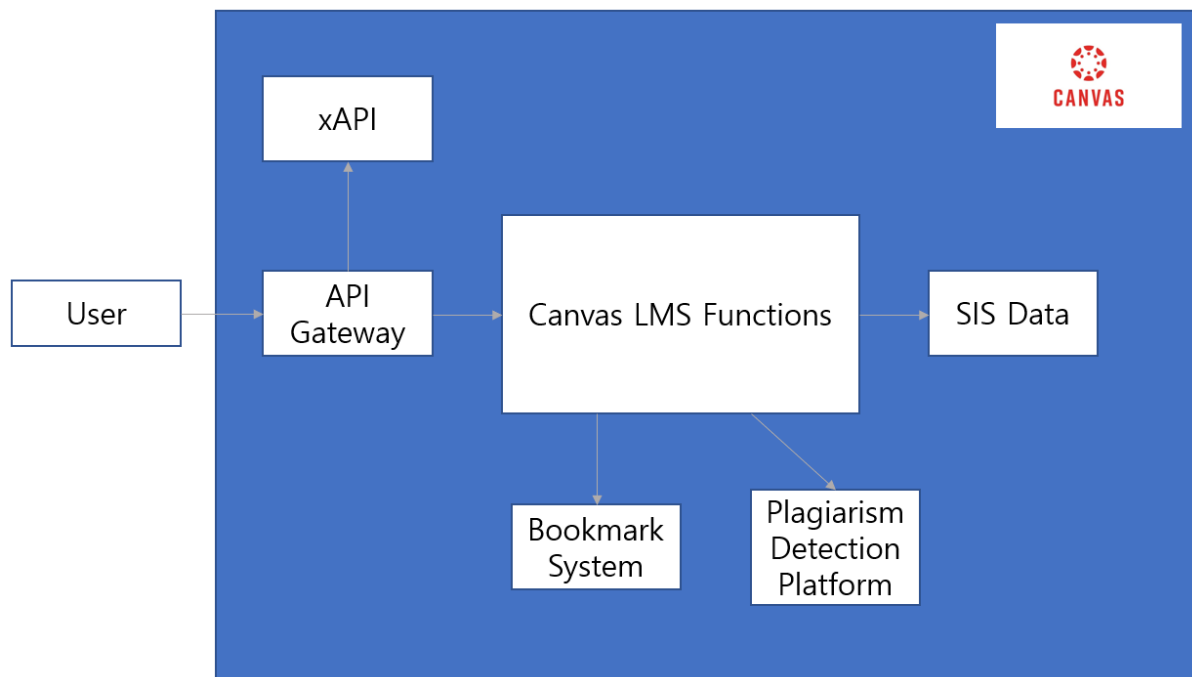 CANVAS
xAPI
User
API
Gateway
Canvas LMS Functions
SIS Data
Bookmark
System
Plagiarism
Detection
Platform